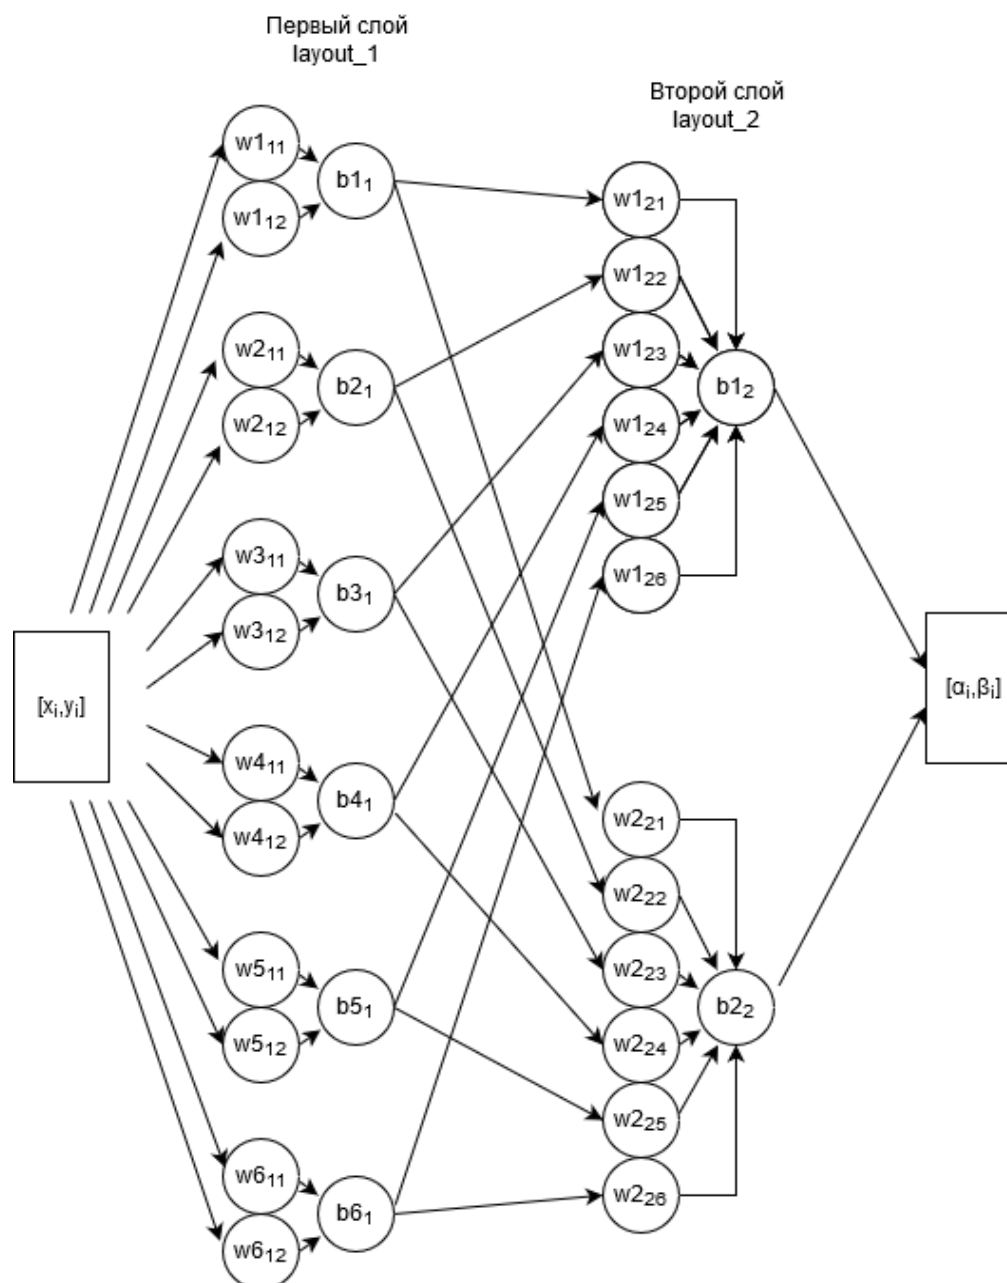 Первый слой
layout_1
Второй слой
layout_2
w1₁₁
w1₁₂
b1₁
w2₁₁
w2₁₂
b2₁
w3₁₁
w3₁₂
b3₁
w4₁₁
w4₁₂
b4₁
w5₁₁
w5₁₂
b5₁
w6₁₁
w6₁₂
b6₁
[xᵢ,yᵢ]
w1₂₁
w1₂₂
w1₂₃
w1₂₄
w1₂₅
w1₂₆
b1₂
w2₂₁
w2₂₂
w2₂₃
w2₂₄
w2₂₅
w2₂₆
b2₂
[αᵢ,βᵢ]